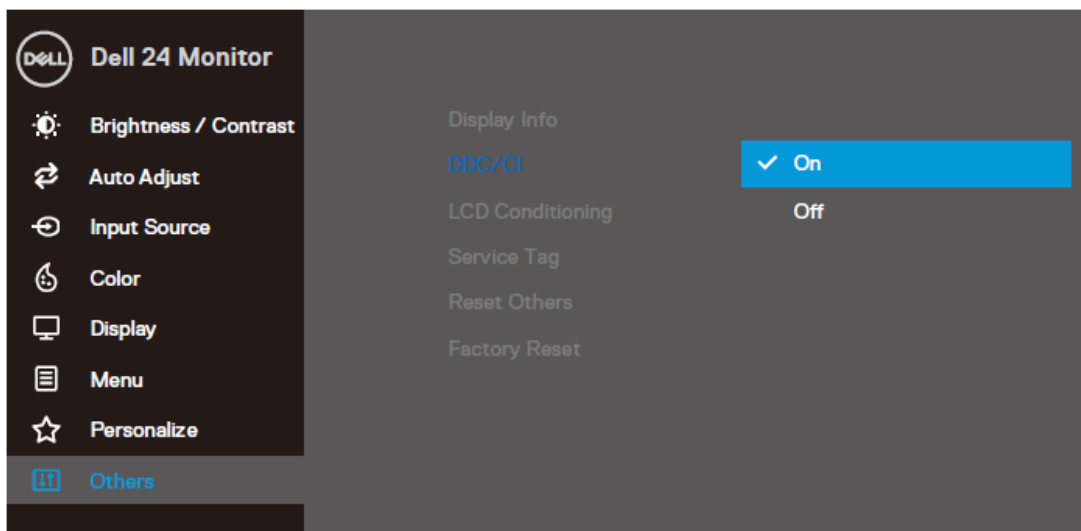 DELL Dell 24 Monitor
Brightness / Contrast
Auto Adjust
Input Source
Color
Display
Menu
Personalize
Others
Display Info
DDC/CI
LCD Conditioning
Service Tag
Reset Others
Factory Reset
On
Off